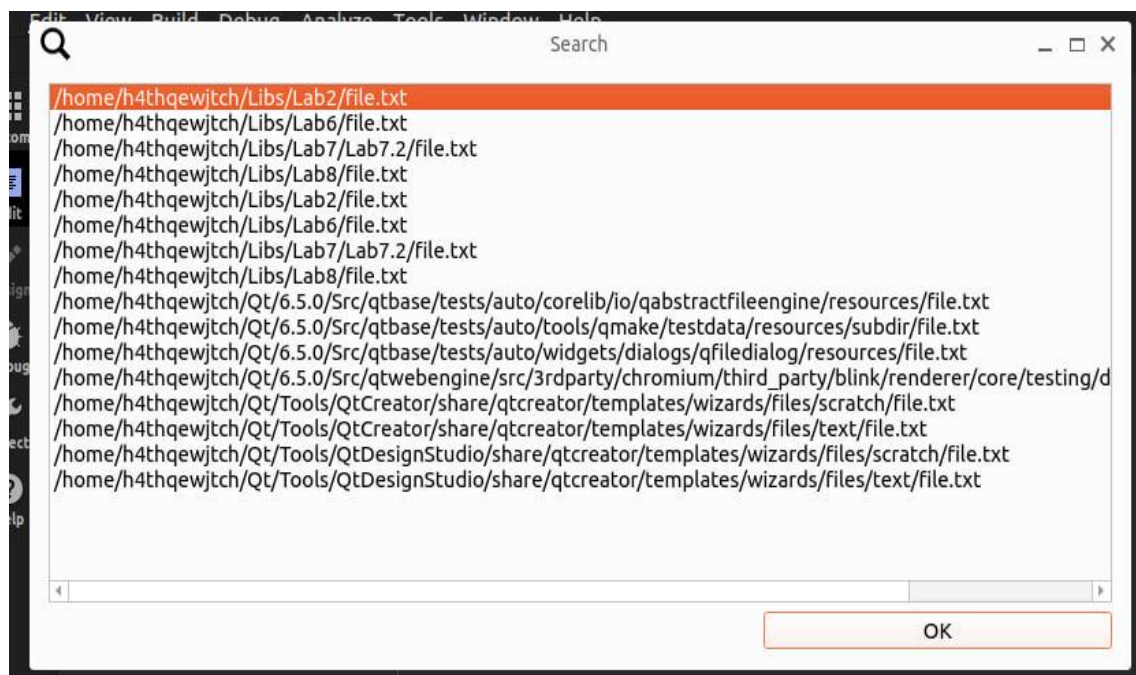 Edit View Build Debug Analyze Tools Window Help
Search
/home/h4thqewjtch/Libs/Lab2/file.txt
/home/h4thqewjtch/Libs/Lab6/file.txt
/home/h4thqewjtch/Libs/Lab7/Lab7.2/file.txt
/home/h4thqewjtch/Libs/Lab8/file.txt
/home/h4thqewjtch/Libs/Lab2/file.txt
/home/h4thqewjtch/Libs/Lab6/file.txt
/home/h4thqewjtch/Libs/Lab7/Lab7.2/file.txt
/home/h4thqewjtch/Libs/Lab8/file.txt
/home/h4thqewjtch/Qt/6.5.0/Src/qtbase/tests/auto/corelib/io/qabstractfileengine/resources/file.txt
/home/h4thqewjtch/Qt/6.5.0/Src/qtbase/tests/auto/tools/qmake/testdata/resources/subdir/file.txt
/home/h4thqewjtch/Qt/6.5.0/Src/qtbase/tests/auto/widgets/dialogs/qfiledialog/resources/file.txt
/home/h4thqewjtch/Qt/6.5.0/Src/qtwebengine/src/3rdparty/chromium/third_party/blink/renderer/core/testing/d
/home/h4thqewjtch/Qt/Tools/QtCreator/share/qtcreator/templates/wizards/files/scratch/file.txt
/home/h4thqewjtch/Qt/Tools/QtCreator/share/qtcreator/templates/wizards/files/text/file.txt
/home/h4thqewjtch/Qt/Tools/QtDesignStudio/share/qtcreator/templates/wizards/files/scratch/file.txt
/home/h4thqewjtch/Qt/Tools/QtDesignStudio/share/qtcreator/templates/wizards/files/text/file.txt
OK